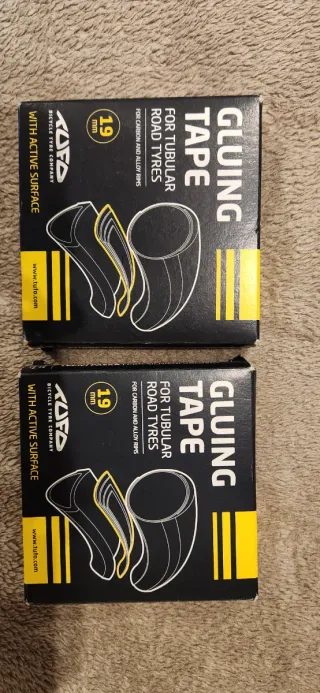 GLUING
TAPE
FOR TUBULAR
ROAD TYRES
FOR CARBON AND ALLOY RIMS
19
mm
TUFO
BICYCLE TYRE COMPANY
WITH ACTIVE SURFACE
www.tufo.com
GLUING
TAPE
FOR TUBULAR
ROAD TYRES
FOR CARBON AND ALLOY RIMS
19
mm
TUFO
BICYCLE TYRE COMPANY
WITH ACTIVE SURFACE
www.tufo.com